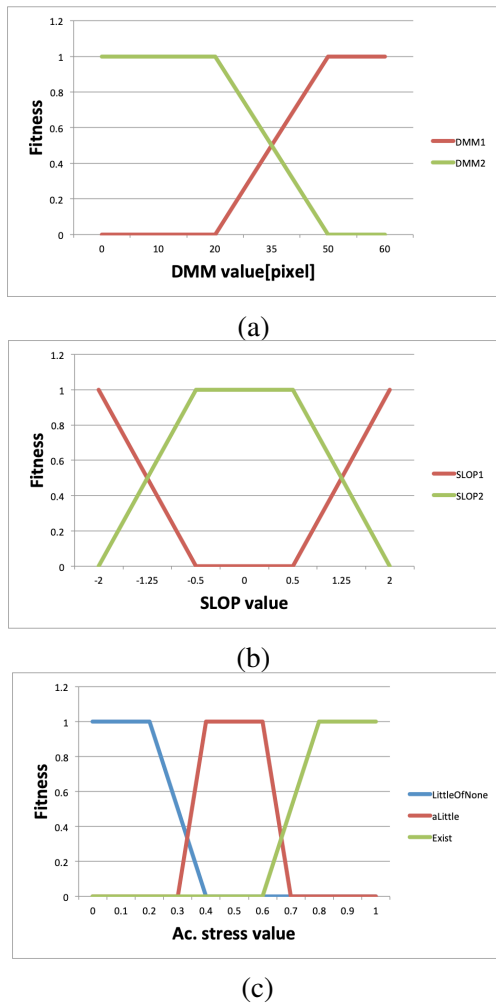 1.2
1
0.8
0.6
0.4
0.2
0
Fitness
0 10 20 35 50 60
DMM value[pixel]
DMM1
DMM2
(a)
1.2
1
0.8
0.6
0.4
0.2
0
Fitness
-2 -1.25 -0.5 0 0.5 1.25 2
SLOP value
SLOP1
SLOP2
(b)
1.2
1
0.8
0.6
0.4
0.2
0
Fitness
0 0.1 0.2 0.3 0.4 0.5 0.6 0.7 0.8 0.9 1
Ac. stress value
LittleOfNone
aLittle
Exist
(c)